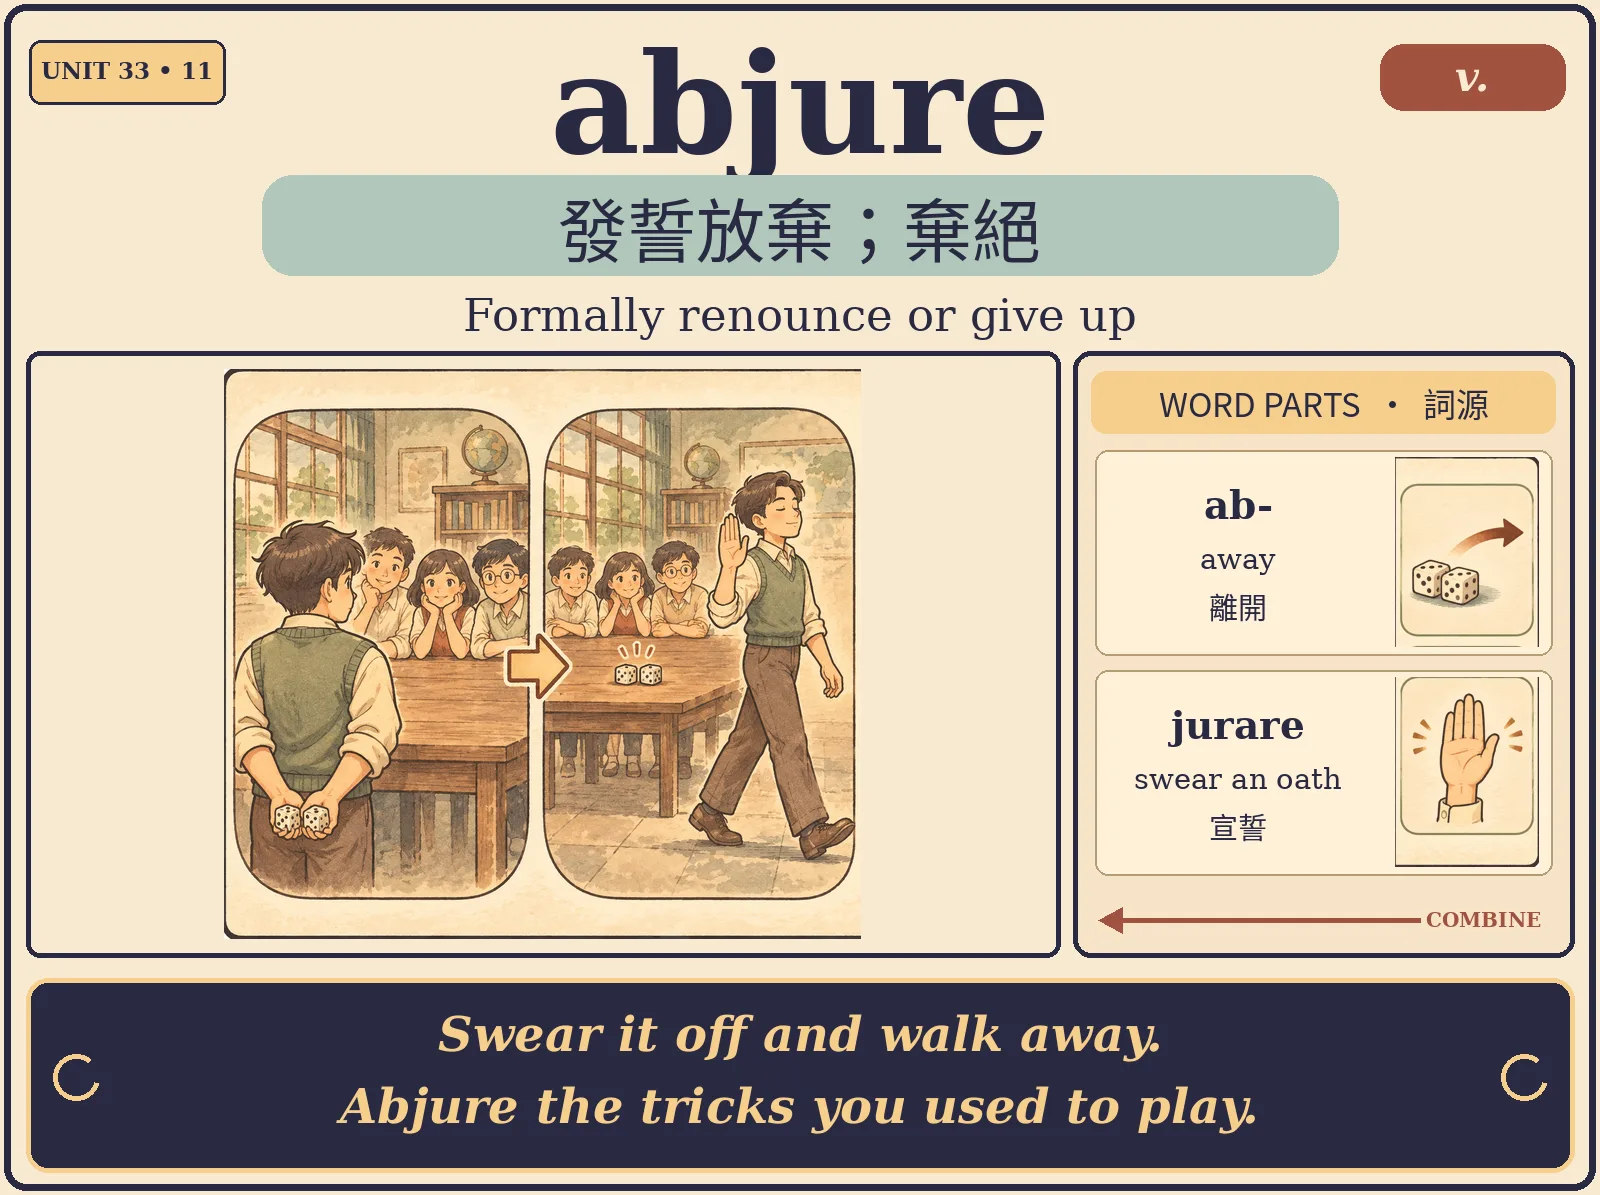 UNIT 33 • 11
abjure
v.
發誓放棄；棄絕
Formally renounce or give up
WORD PARTS • 詞源
ab-
away
離開
jurare
swear an oath
宣誓
COMBINE
Swear it off and walk away.
Abjure the tricks you used to play.